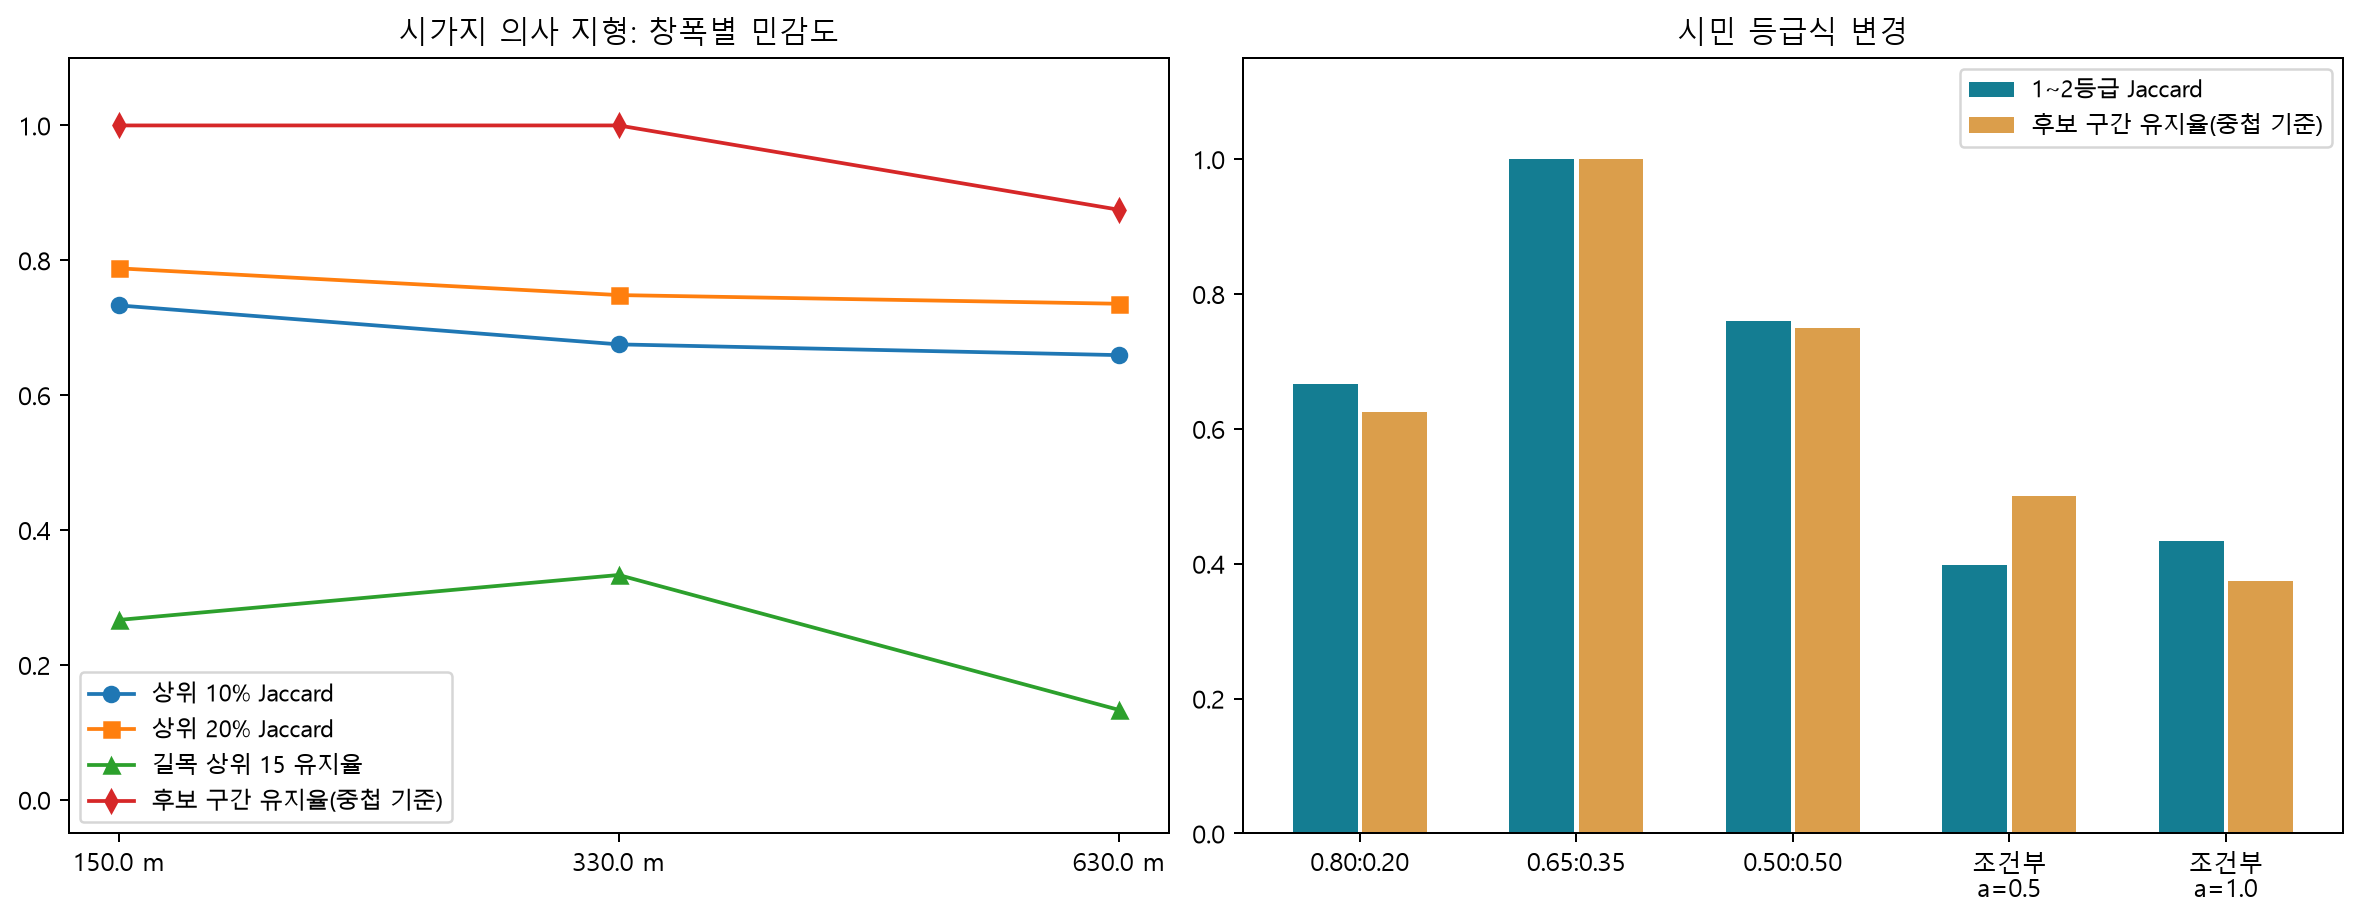 시가지 의사 지형: 창폭별 민감도
1.0
0.8
0.6
0.4
0.2
0.0
상위 10% Jaccard
상위 20% Jaccard
길목 상위 15 유지율
후보 구간 유지율(중첩 기준)
150.0 m
330.0 m
630.0 m
시민 등급식 변경
1~2등급 Jaccard
후보 구간 유지율(중첩 기준)
1.0
0.8
0.6
0.4
0.2
0.0
0.80:0.20
0.65:0.35
0.50:0.50
조건부
a=0.5
조건부
a=1.0